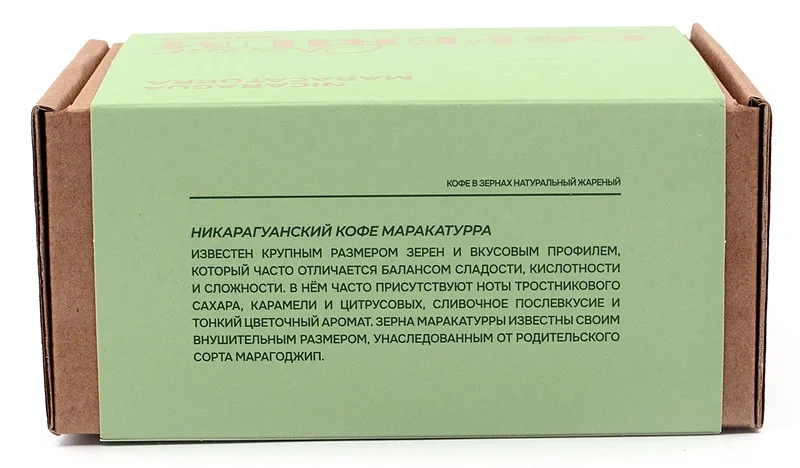 NICARAGUA
MARACATURRA
КОФЕ В ЗЕРНАХ НАТУРАЛЬНЫЙ ЖАРЕНЫЙ
НИКАРАГУАНСКИЙ КОФЕ МАРАКАТУРРА
ИЗВЕСТЕН КРУПНЫМ РАЗМЕРОМ ЗЕРЕН И ВКУСОВЫМ ПРОФИЛЕМ,
КОТОРЫЙ ЧАСТО ОТЛИЧАЕТСЯ БАЛАНСОМ СЛАДОСТИ, КИСЛОТНОСТИ
И СЛОЖНОСТИ. В НЁМ ЧАСТО ПРИСУТСТВУЮТ НОТЫ ТРОСТНИКОВОГО
САХАРА, КАРАМЕЛИ И ЦИТРУСОВЫХ, СЛИВОЧНОЕ ПОСЛЕВКУСИЕ И
ТОНКИЙ ЦВЕТОЧНЫЙ АРОМАТ. ЗЕРНА МАРАКАТУРРЫ ИЗВЕСТНЫ СВОИМ
ВНУШИТЕЛЬНЫМ РАЗМЕРОМ, УНАСЛЕДОВАННЫМ ОТ РОДИТЕЛЬСКОГО
СОРТА МАРАГОДЖИП.